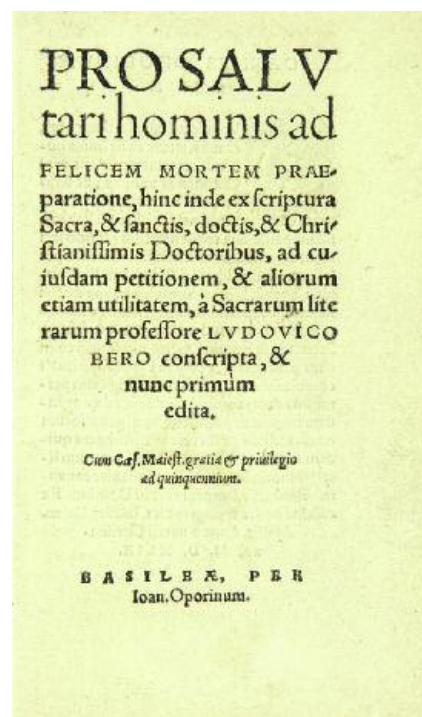 PRO SALV
tari hominis ad
FELICEM MORTEM PRAE-
paratione, hinc inde ex ſcriptura
Sacra, & ſanctis, doctis, & Chri-
ſtianiſſimis Doctoribus, ad cu-
iuſdam petitionem, & aliorum
etiam utilitatem, à Sacrarum lite
rarum profeſſore LVDOVICO
BERO conſcripta, &
nunc primùm
edita.
Cum Cæſ. Maieſt. gratia & priuilegio
ad quinquennium.
BASILEÆ, PER
Ioan. Oporinum.